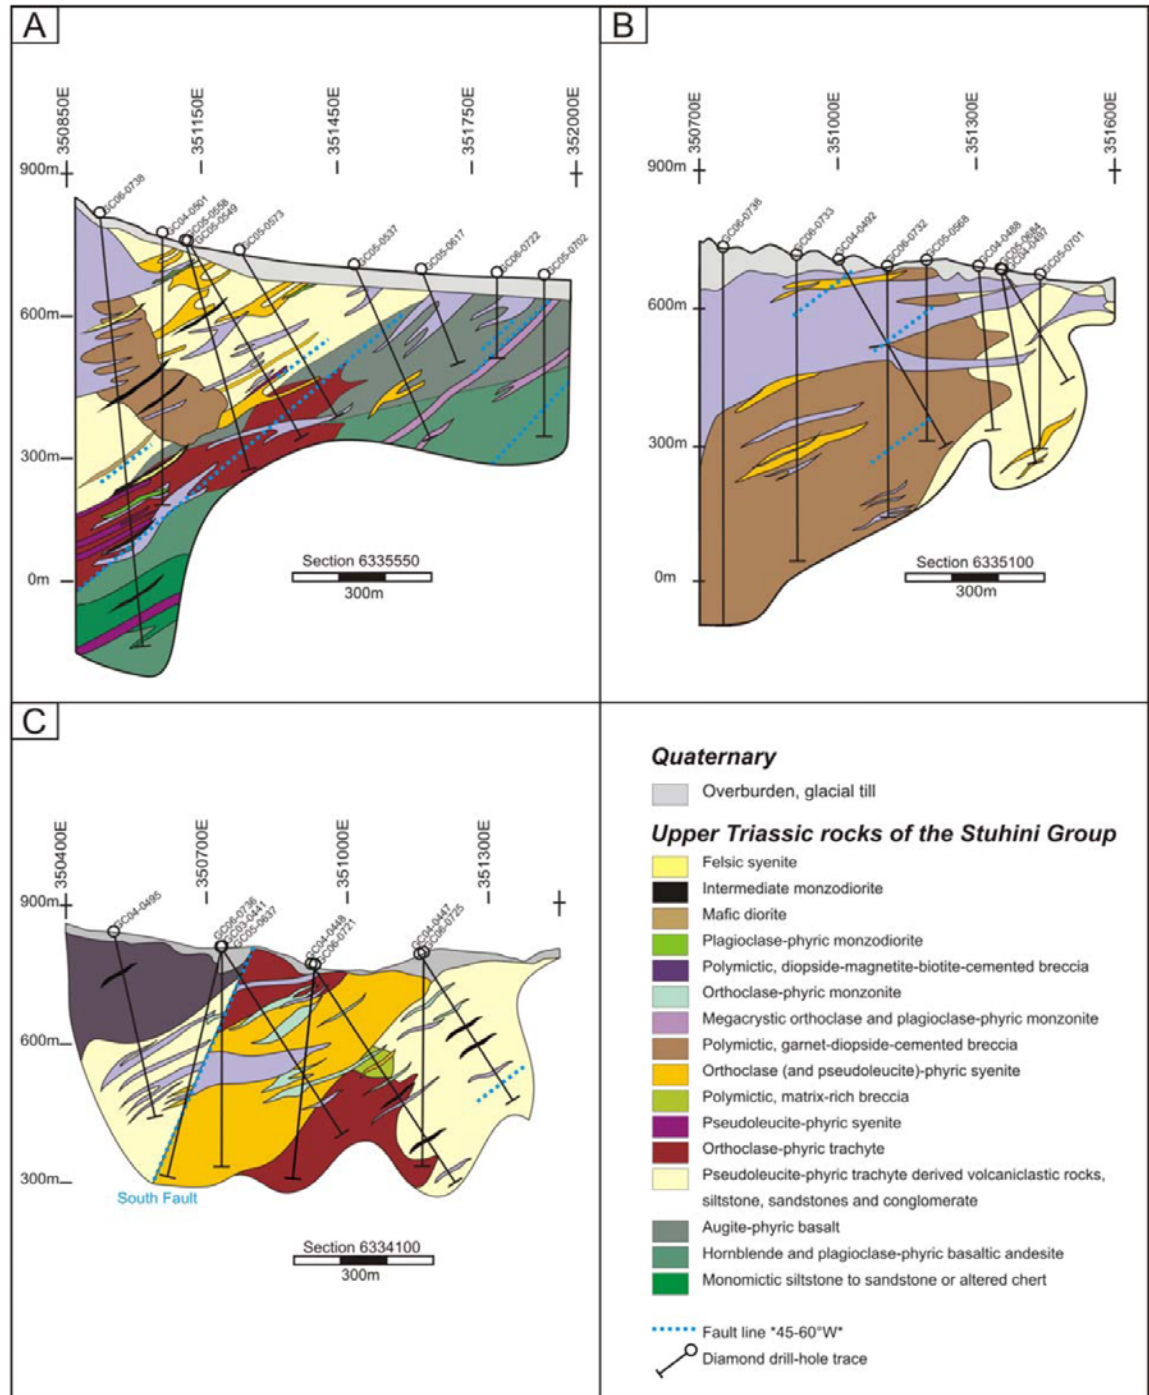 A
350850E
351150E
351450E
351750E
352000E
900m
GC06-0738
GC04-0501
GC05-0558
GC05-0549
GC05-0573
GC05-0537
GC05-0617
GC06-0722
GC05-0702
600m
300m
0m
Section 6335550
300m
B
350700E
351000E
351300E
351600E
900m
GC06-0736
GC06-0733
GC04-0492
GC06-0732
GC05-0568
GC04-0488
GC05-0684
GC04-0497
GC05-0701
600m
300m
0m
Section 6335100
300m
C
350400E
350700E
351000E
351300E
900m
GC04-0495
GC06-0736
GC03-0441
GC05-0637
GC04-0448
GC06-0721
GC04-0447
GC06-0725
600m
300m
South Fault
Section 6334100
300m
Quaternary
Overburden, glacial till
Upper Triassic rocks of the Stuhini Group
Felsic syenite
Intermediate monzodiorite
Mafic diorite
Plagioclase-phyric monzodiorite
Polymictic, diopside-magnetite-biotite-cemented breccia
Orthoclase-phyric monzonite
Megacrystic orthoclase and plagioclase-phyric monzonite
Polymictic, garnet-diopside-cemented breccia
Orthoclase (and pseudoleucite)-phyric syenite
Polymictic, matrix-rich breccia
Pseudoleucite-phyric syenite
Orthoclase-phyric trachyte
Pseudoleucite-phyric trachyte derived volcaniclastic rocks,
siltstone, sandstones and conglomerate
Augite-phyric basalt
Hornblende and plagioclase-phyric basaltic andesite
Monomictic siltstone to sandstone or altered chert
Fault line *45-60°W*
Diamond drill-hole trace